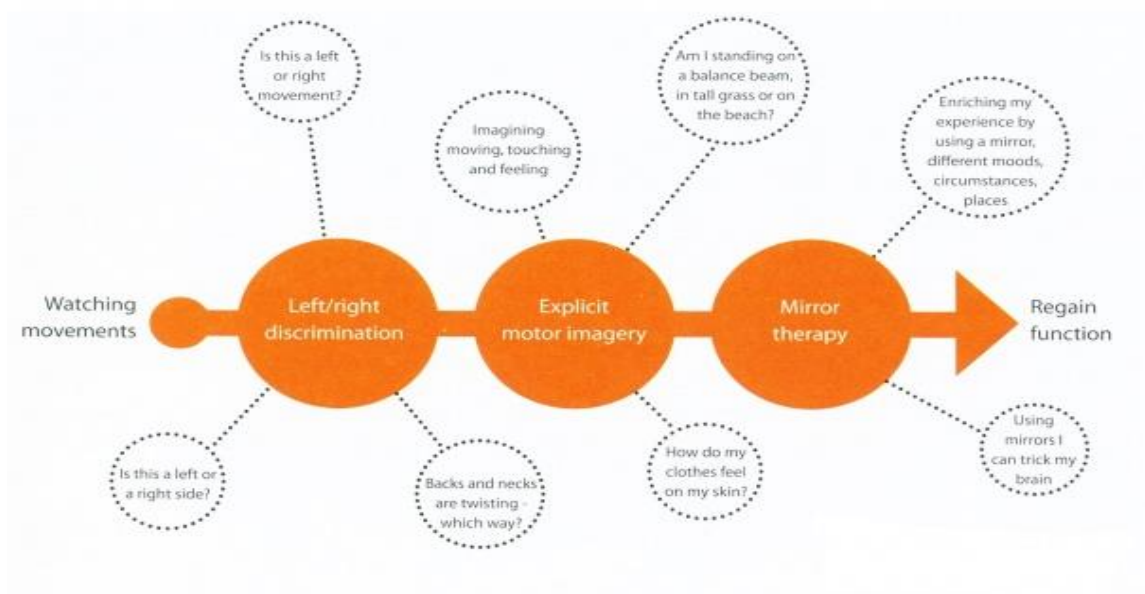 Is this a left
or right
movement?
Imagining
moving, touching
and feeling
Am I standing on
a balance beam,
in tall grass or on
the beach?
Enriching my
experience by
using a mirror,
different moods,
circumstances,
places
Watching
movements
Left/right
discrimination
Explicit
motor imagery
Mirror
therapy
Regain
function
Is this a left or
a right side?
Backs and necks
are twisting -
which way?
How do my
clothes feel
on my skin?
Using
mirrors I
can trick my
brain